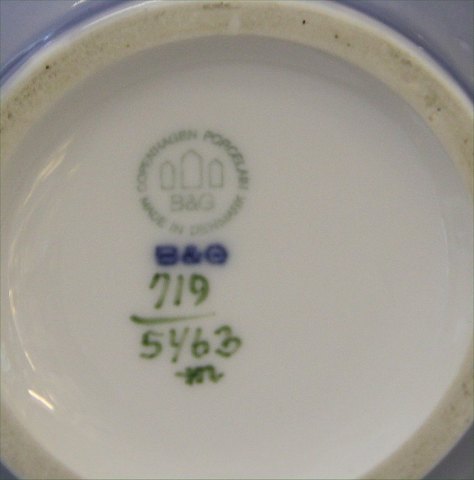 COPENHAGEN PORCELAIN
B&G
MADE IN DENMARK
B&G
719
5463